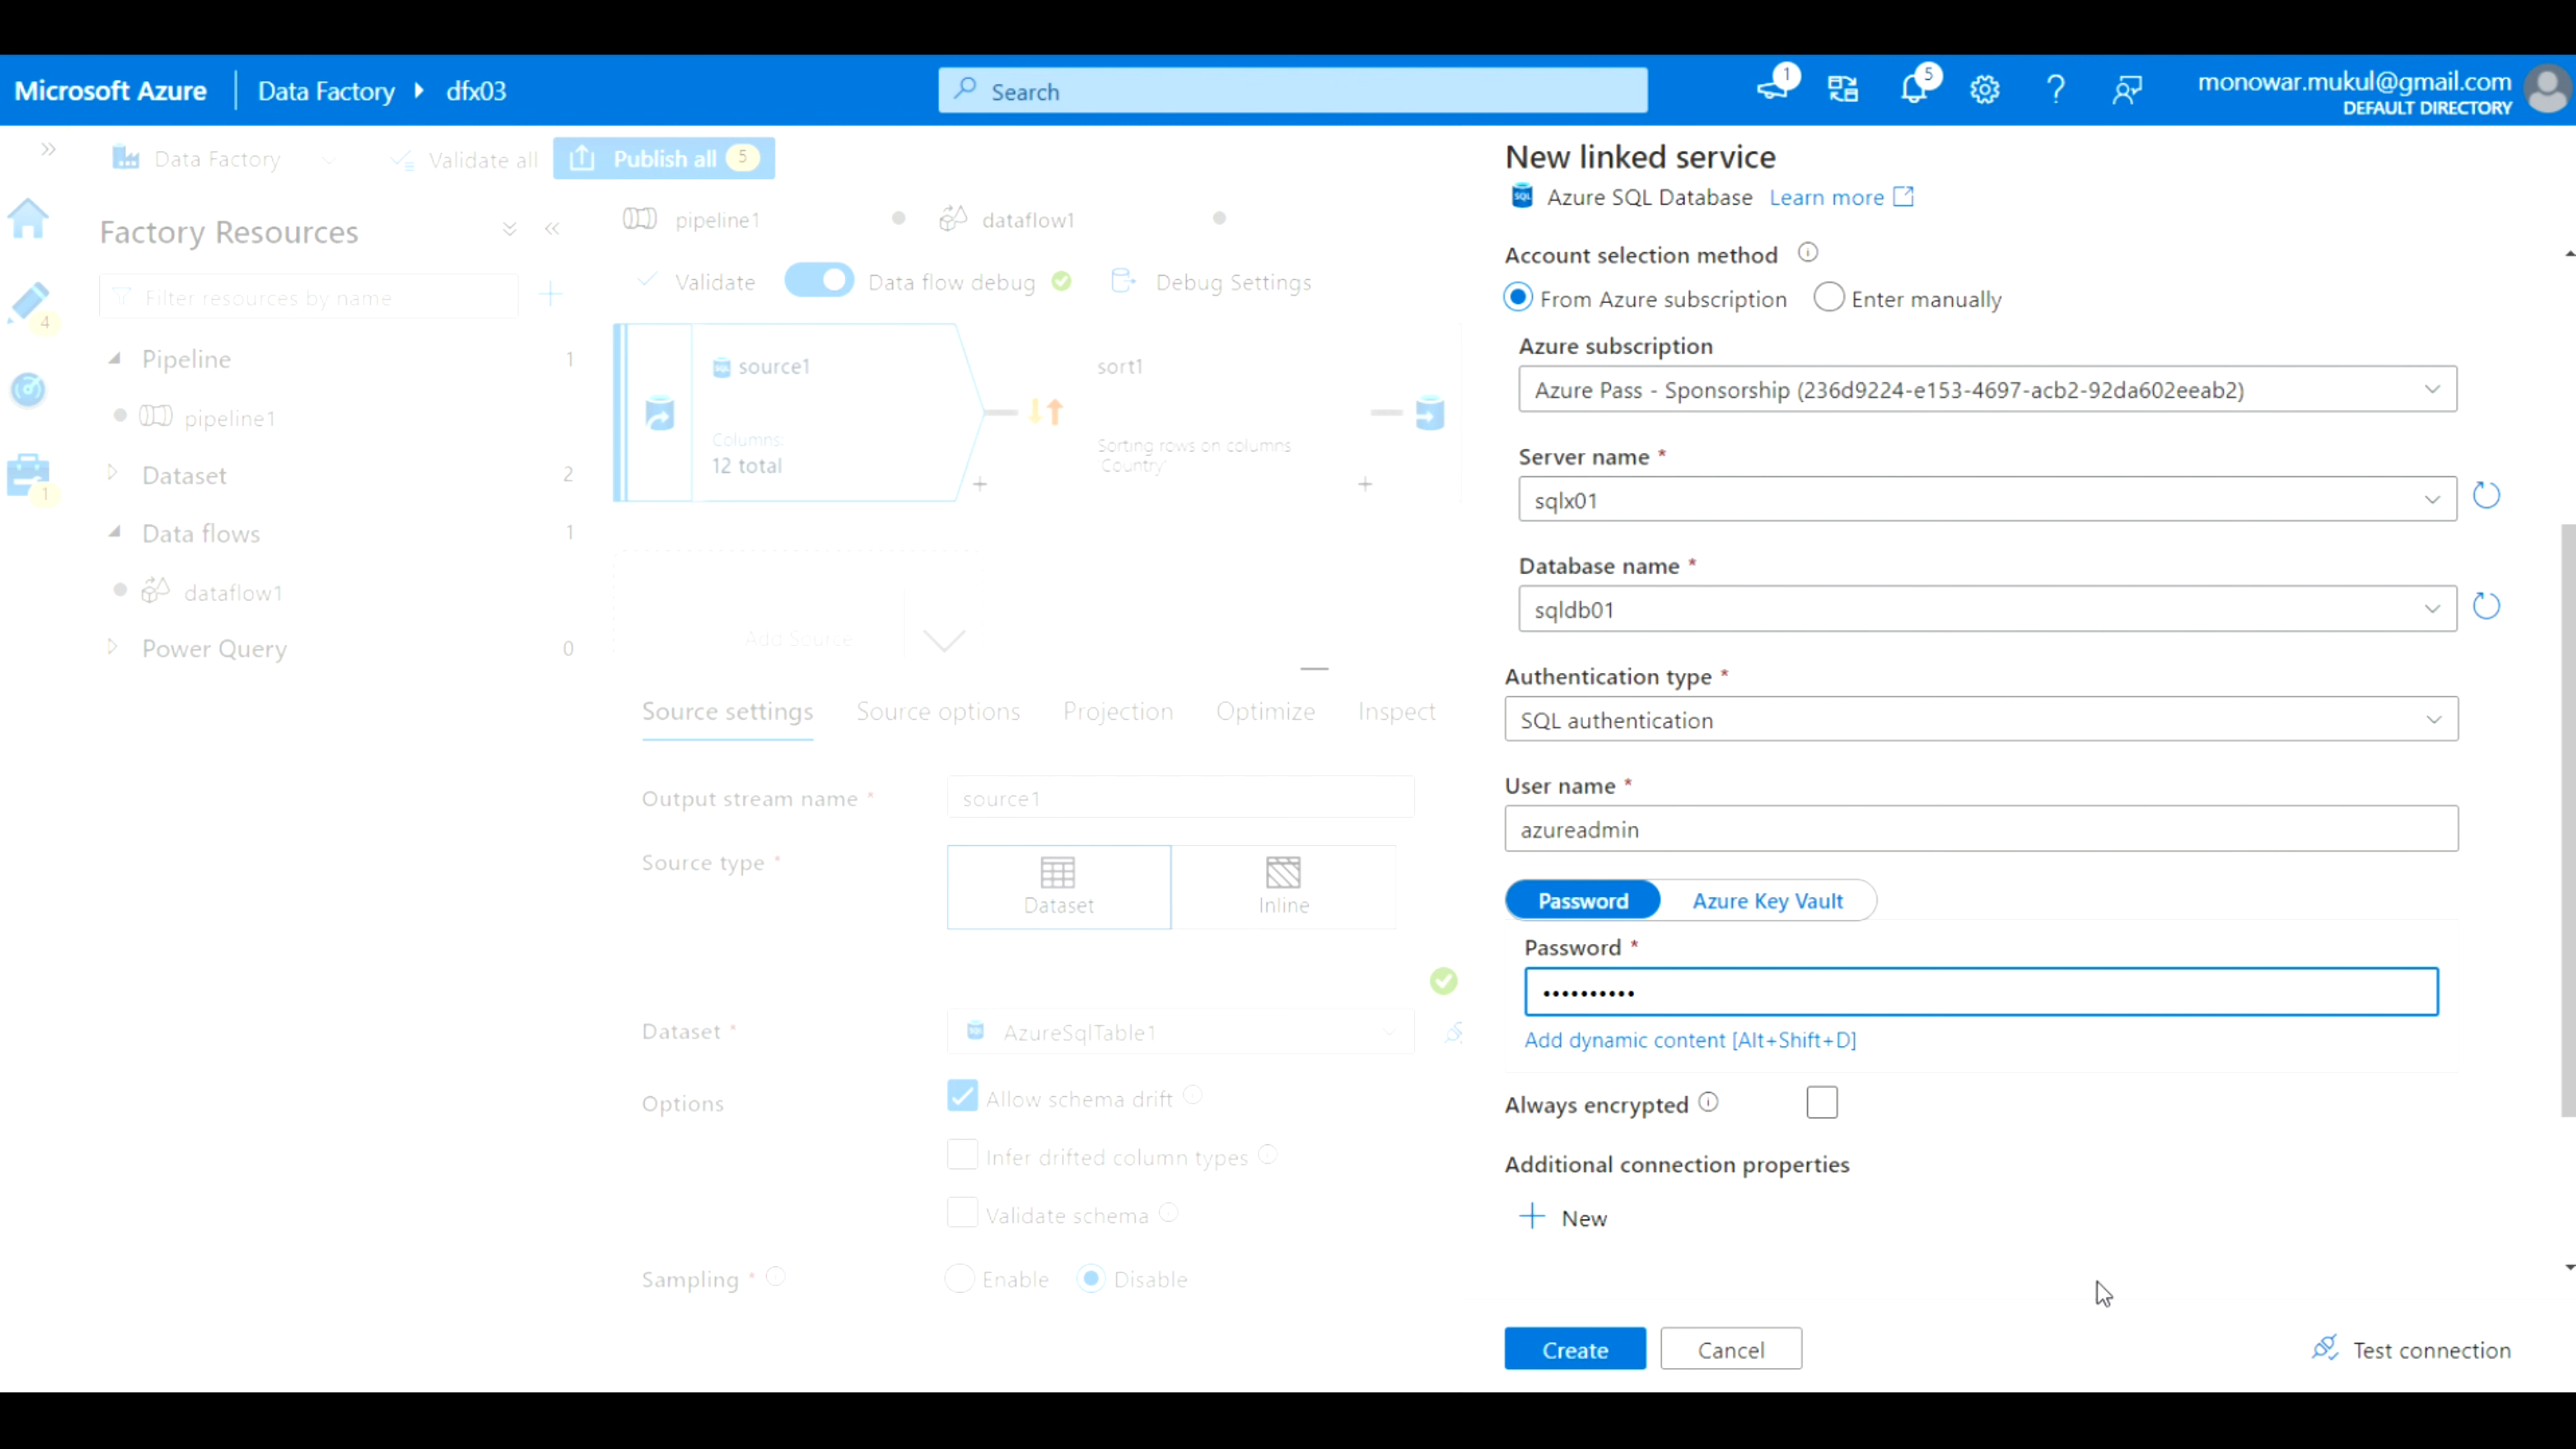 Microsoft Azure
Data Factory
dfx03
Search
1
5
monowar.mukul@gmail.com
DEFAULT DIRECTORY
Data Factory
Validate all
Publish all 5
Factory Resources
Filter resources by name
4
1
Pipeline 1
pipeline1
Dataset 2
Data flows 1
dataflow1
Power Query 0
pipeline1
dataflow1
Validate
Data flow debug
Debug Settings
source1
Columns:
12 total
sort1
Sorting rows on columns
'Country'
Add Source
Source settings
Source options
Projection
Optimize
Inspect
Output stream name *
source1
Source type *
Dataset
Inline
Dataset *
AzureSqlTable1
Options
Allow schema drift
Infer drifted column types
Validate schema
Sampling *
Enable
Disable
New linked service
Azure SQL Database Learn more
Account selection method
From Azure subscription
Enter manually
Azure subscription
Azure Pass - Sponsorship (236d9224-e153-4697-acb2-92da602eeab2)
Server name *
sqlx01
Database name *
sqldb01
Authentication type *
SQL authentication
User name *
azureadmin
Password
Azure Key Vault
Password *
••••••••••
Add dynamic content [Alt+Shift+D]
Always encrypted
Additional connection properties
New
Create
Cancel
Test connection